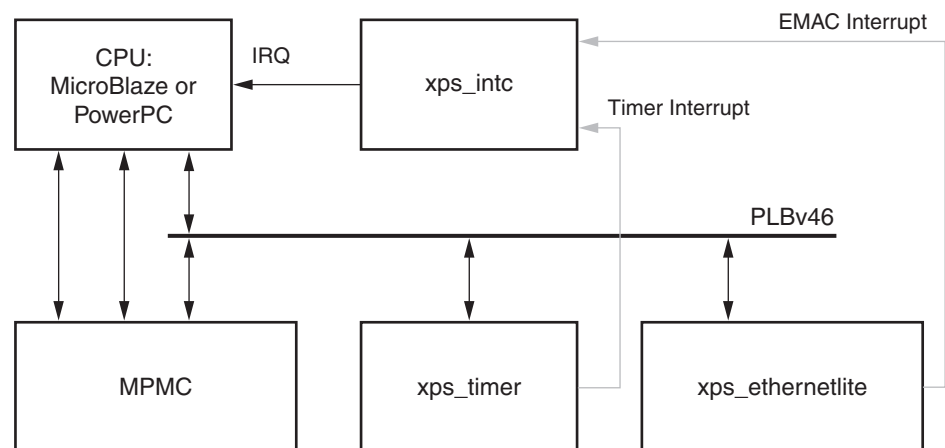 EMAC Interrupt
CPU:
MicroBlaze or
PowerPC
IRQ
xps_intc
Timer Interrupt
PLBv46
MPMC
xps_timer
xps_ethernetlite